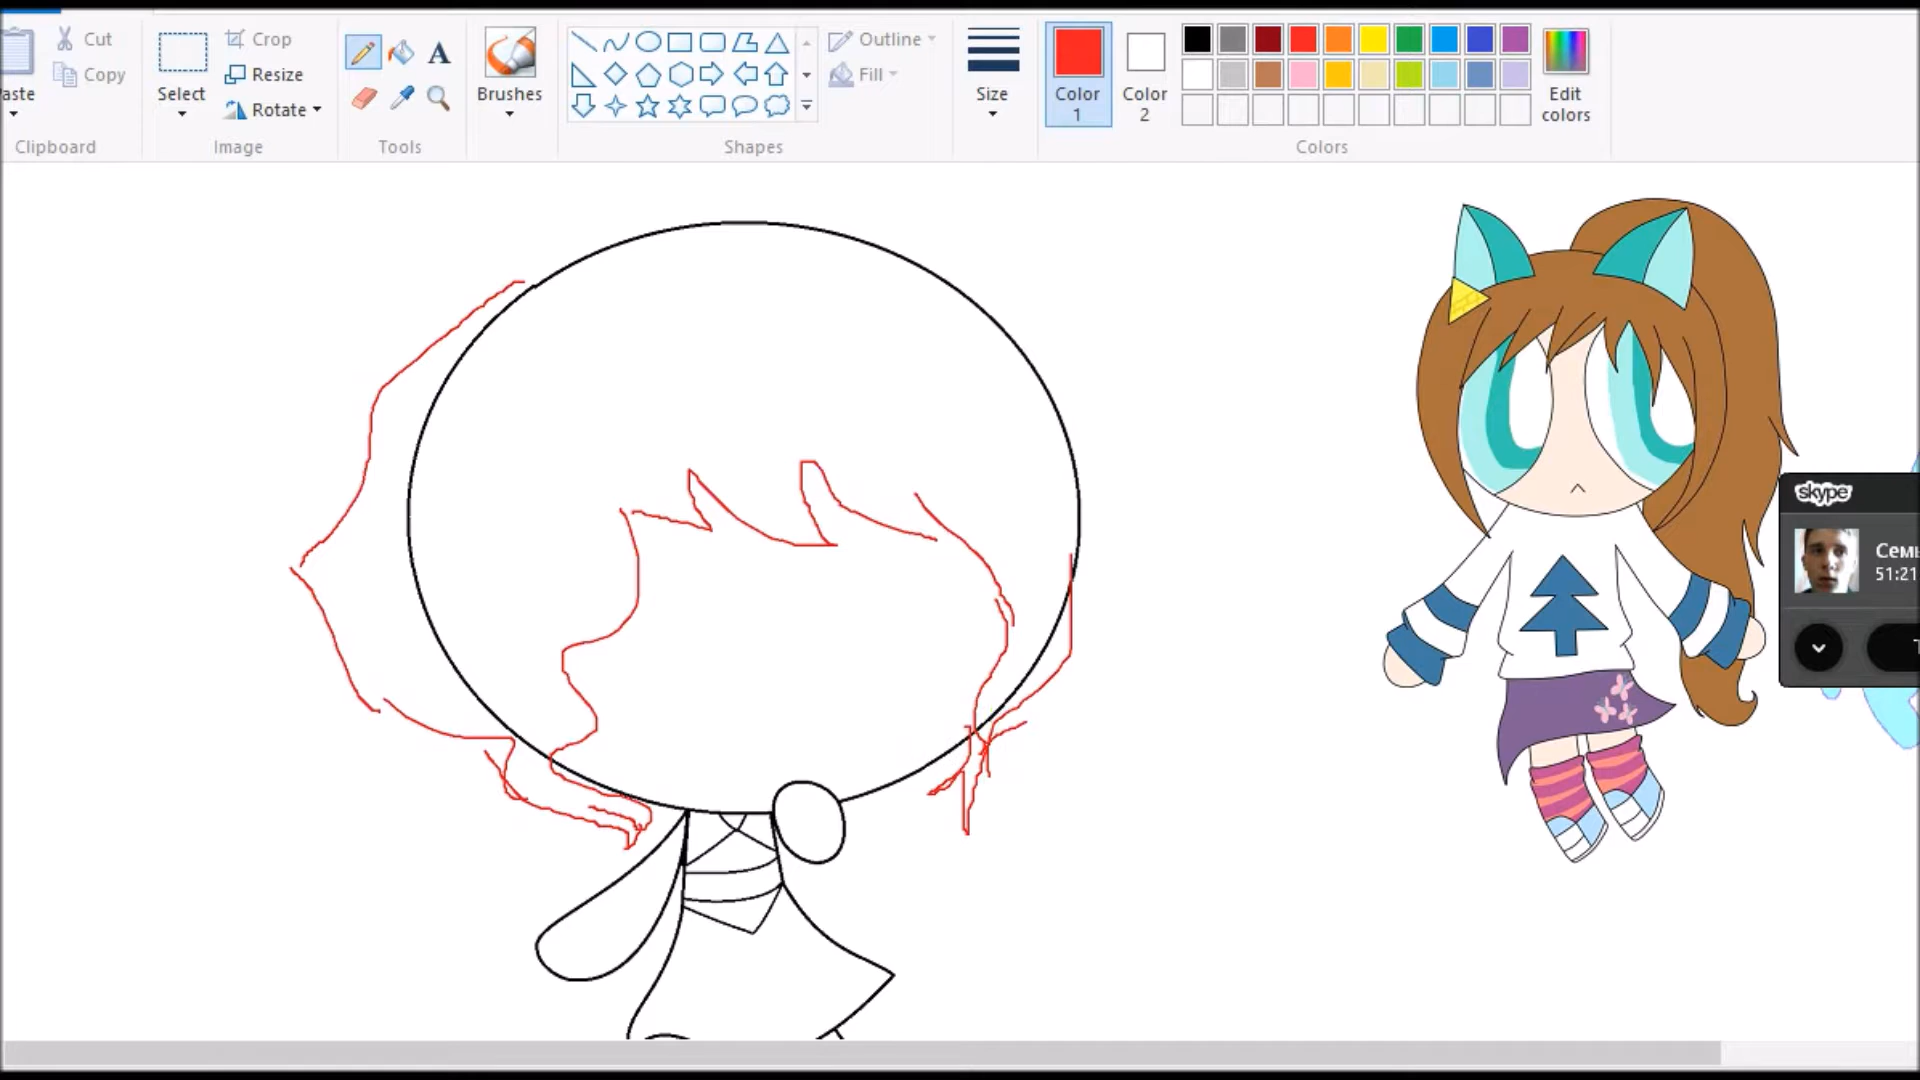 Cut
Crop
Outline
Copy
Resize
Fill
aste
Select
Rotate
Brushes
Size
Color
1
Color
2
Edit
colors
Clipboard
Image
Tools
Shapes
Colors
A
skype
Семь
51:21